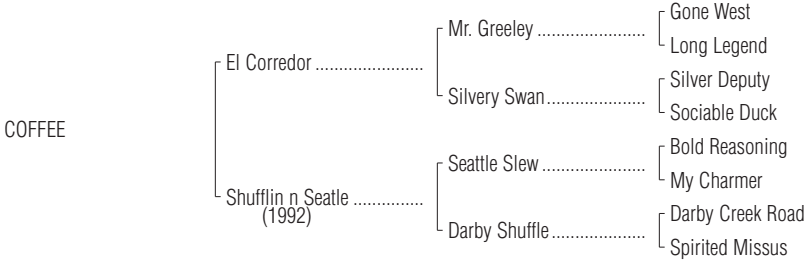 Gone West
Mr. Greeley .......................
Long Legend
El Corredor .......................
Silver Deputy
Silvery Swan.....................
Sociable Duck
COFFEE
Bold Reasoning
Seattle Slew ......................
My Charmer
Shufflin n Seatle ...............
(1992)
Darby Creek Road
Darby Shuffle....................
Spirited Missus